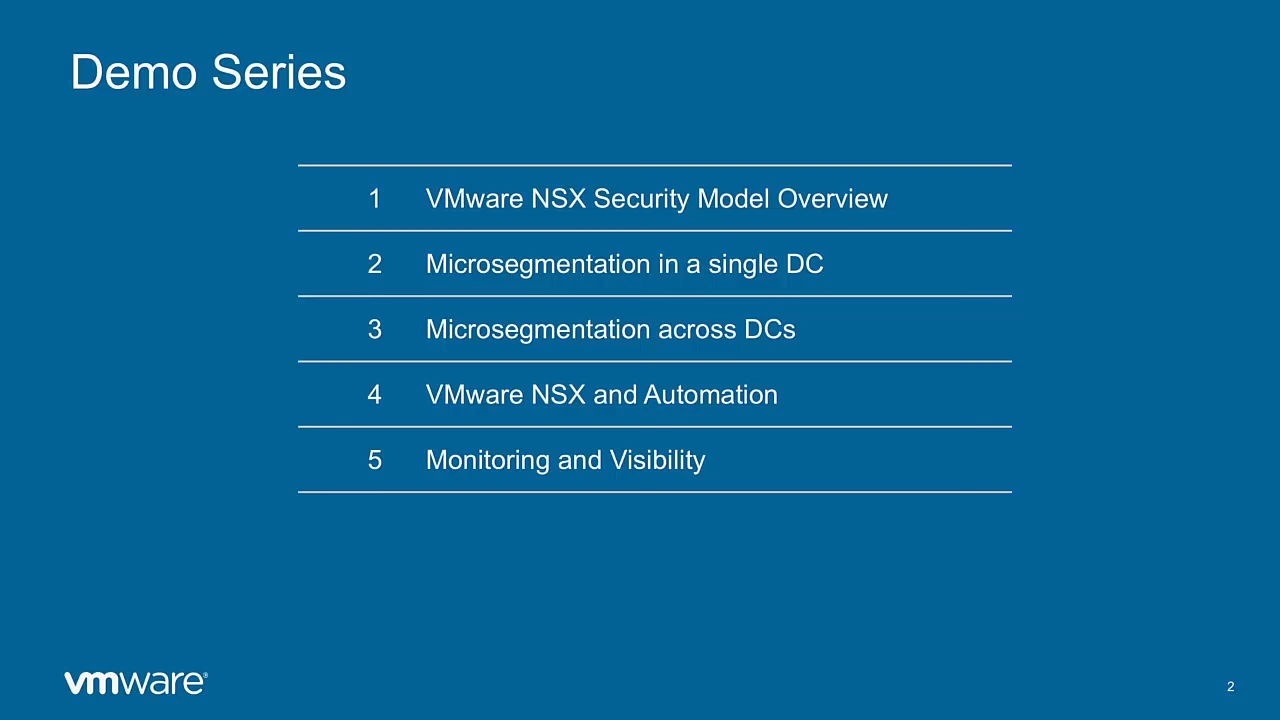 Demo Series
1 VMware NSX Security Model Overview
2 Microsegmentation in a single DC
3 Microsegmentation across DCs
4 VMware NSX and Automation
5 Monitoring and Visibility
vmware®
2